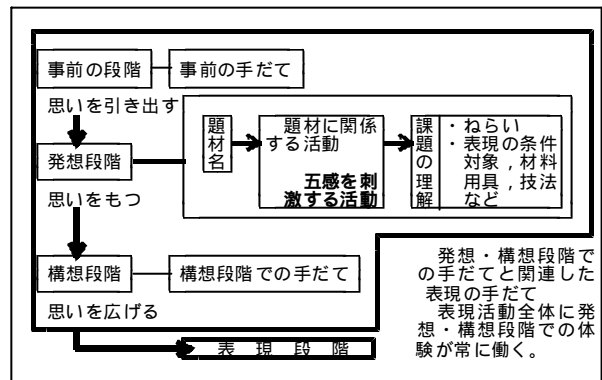 事前の段階
事前の手だて
思いを引き出す
発想段階
題材名
題材に関係
する活動
五感を刺
激する活動
課題の理解
・ねらい
・表現の条件
対象,材料
用具,技法
など
思いをもつ
構想段階
構想段階での手だて
思いを広げる
発想・構想段階で
の手だてと関連した
表現の手だて
表現活動全体に発
想・構想段階での体
験が常に働く。
表現段階